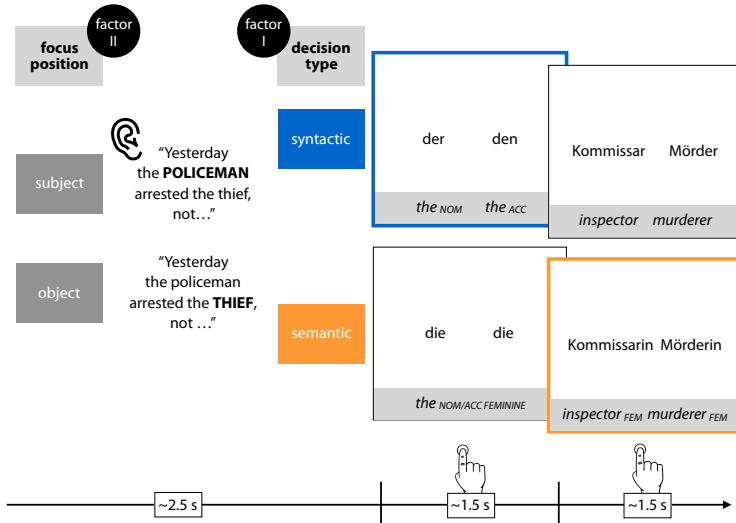 factor
II
focus
position
factor
I
decision
type
subject
“Yesterday
the POLICEMAN
arrested the thief,
not...”
object
“Yesterday
the policeman
arrested the THIEF,
not ...”
syntactic
der den
the NOM the ACC
Kommissar Mörder
inspector murderer
semantic
die die
the NOM/ACC FEMININE
Kommissarin Mörderin
inspector FEM murderer FEM
~2.5 s
~1.5 s
~1.5 s